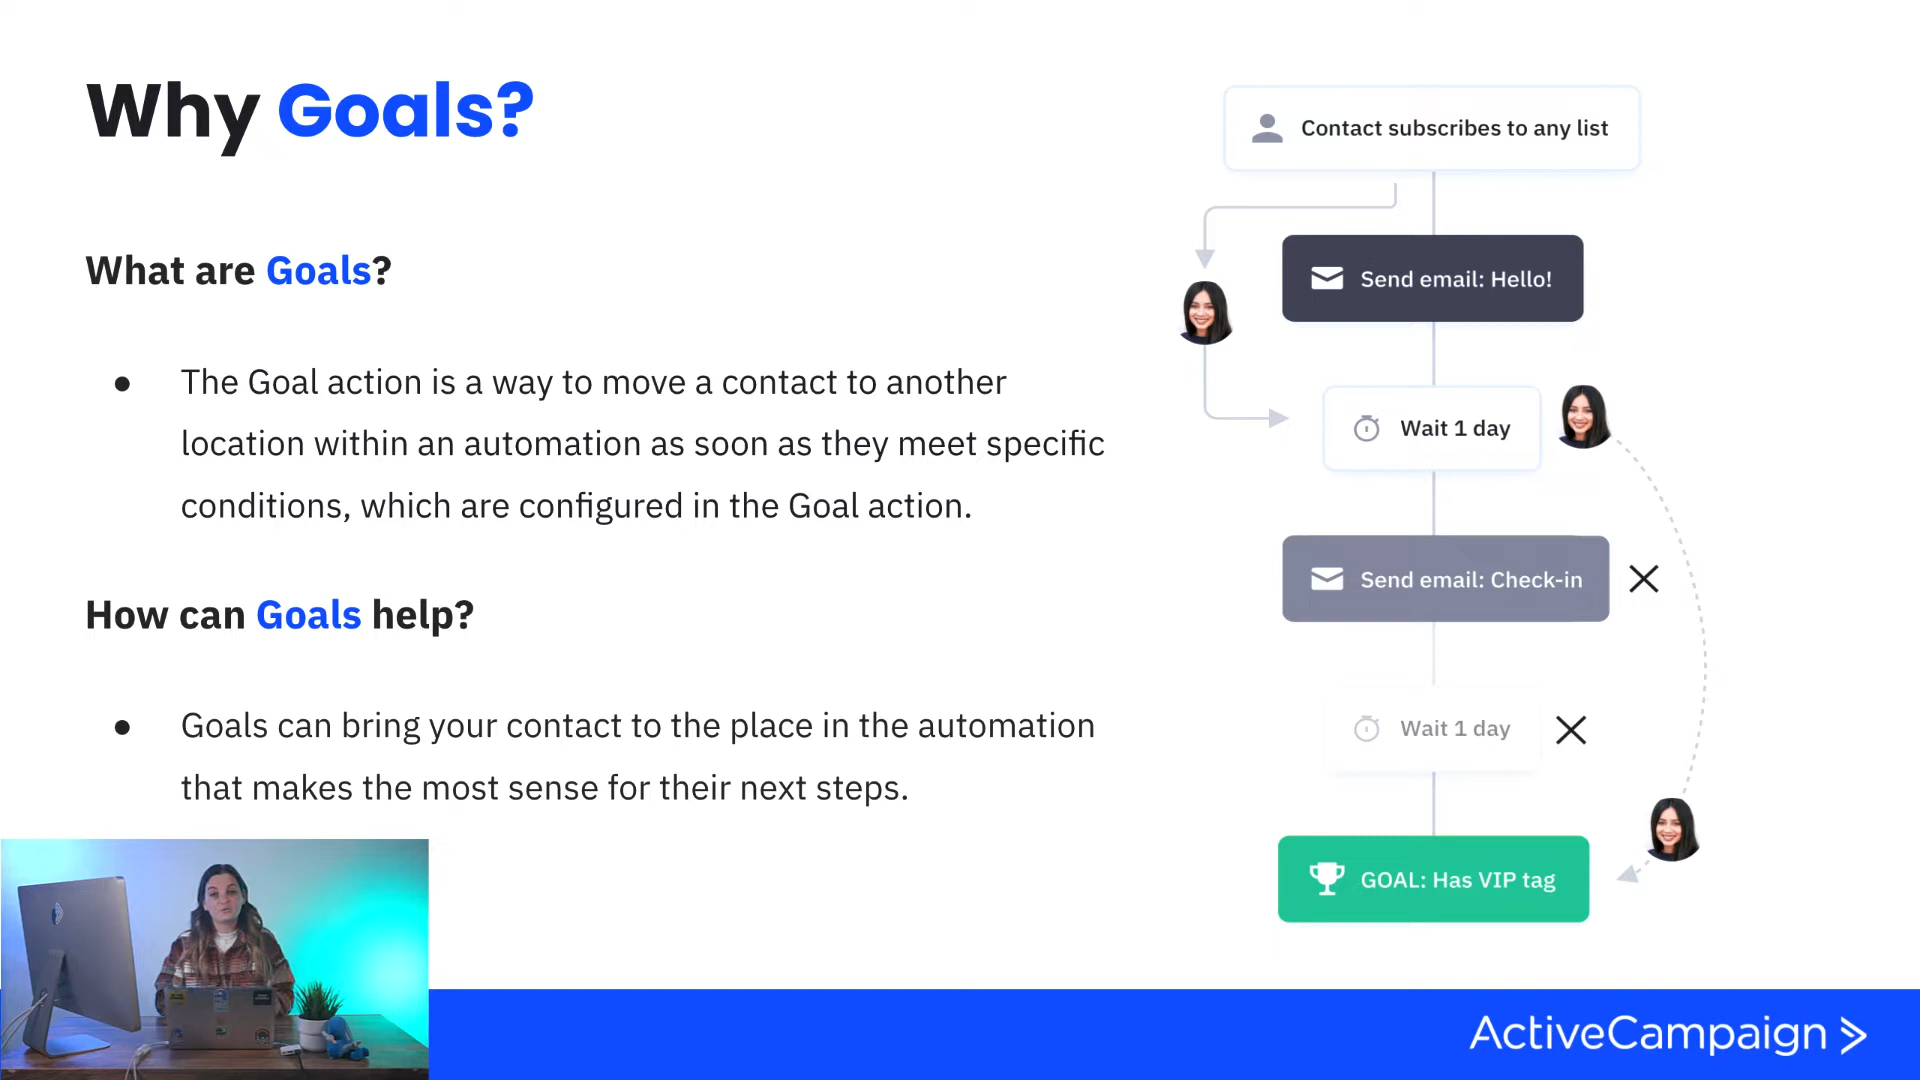 Why Goals?
What are Goals?
● The Goal action is a way to move a contact to another
location within an automation as soon as they meet specific
conditions, which are configured in the Goal action.
How can Goals help?
● Goals can bring your contact to the place in the automation
that makes the most sense for their next steps.
Contact subscribes to any list
Send email: Hello!
Wait 1 day
Send email: Check-in
Wait 1 day
GOAL: Has VIP tag
ActiveCampaign